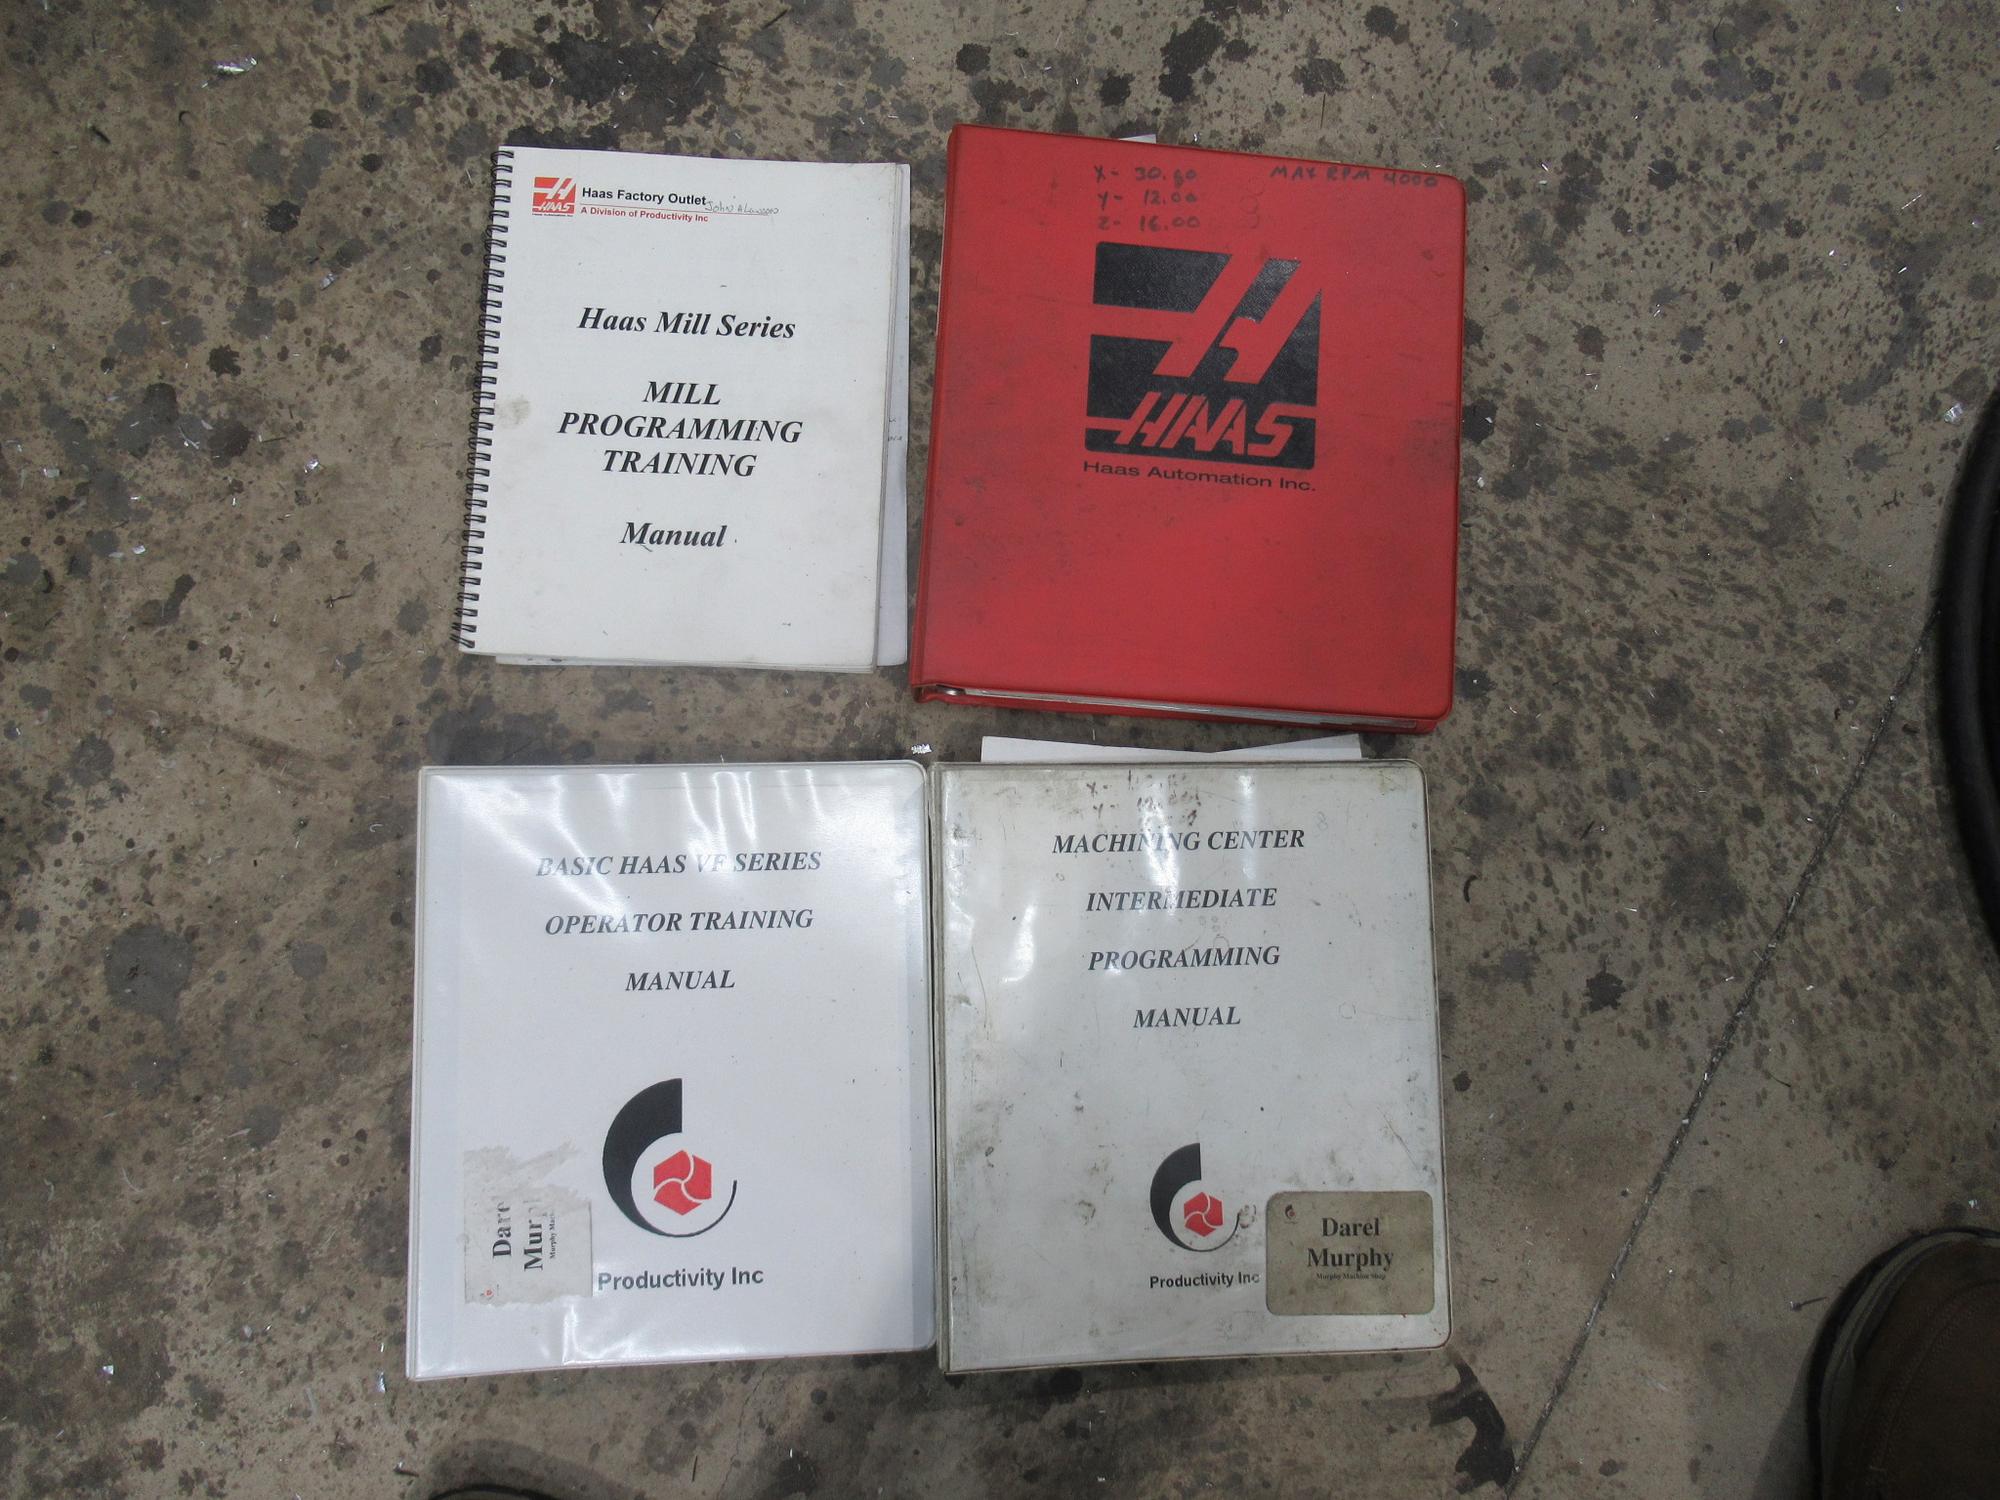 HAAS
Haas Factory Outlet
A Division of Productivity Inc
Haas Mill Series
MILL
PROGRAMMING
TRAINING
Manual
X- 30.
Y- 12.00
Z- 16.00
MAX RPM 4000
HAAS
Haas Automation Inc.
BASIC HAAS VF SERIES
OPERATOR TRAINING
MANUAL
Productivity Inc
MACHINING CENTER
INTERMEDIATE
PROGRAMMING
MANUAL
Productivity Inc
Darel
Murphy
Murphy Machine Shop